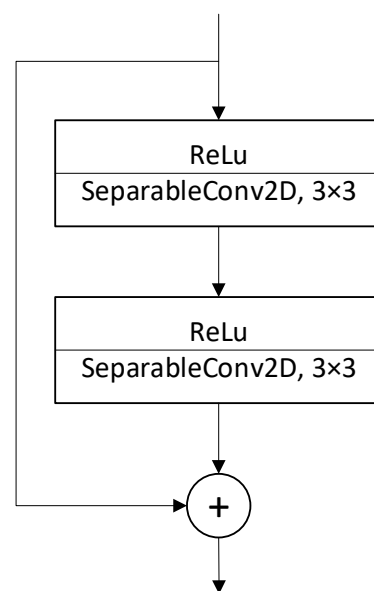 ReLu
SeparableConv2D, 3×3
ReLu
SeparableConv2D, 3×3
+